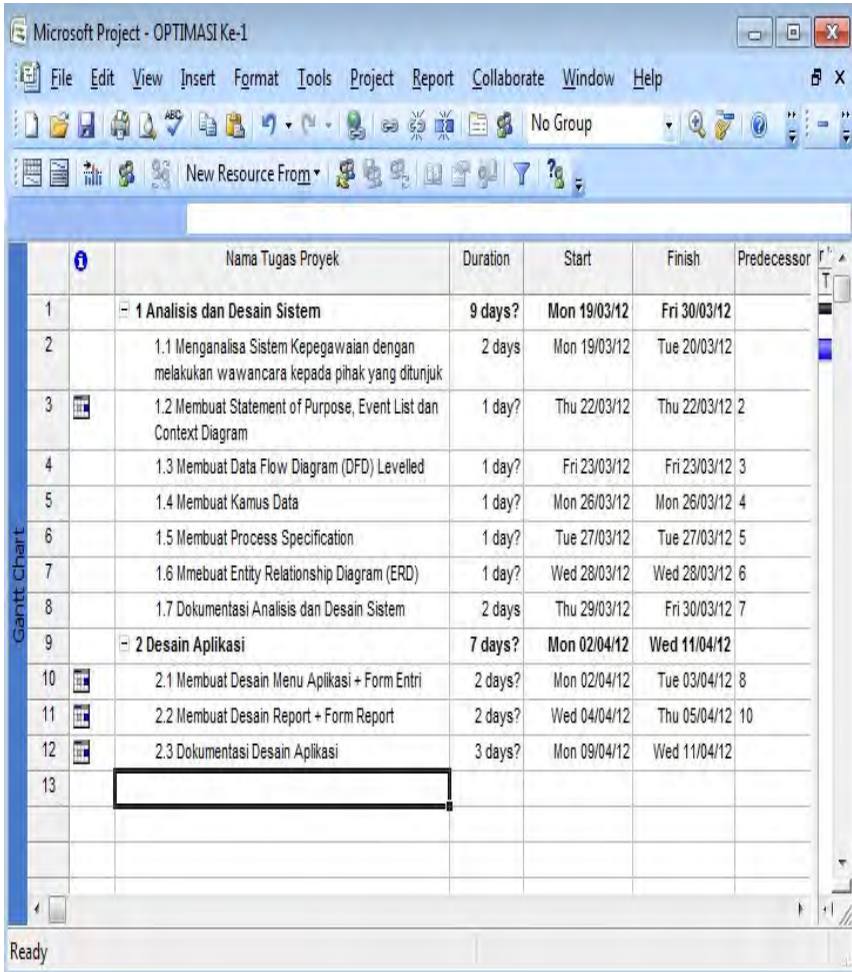 Microsoft Project - OPTIMASI Ke-1
File Edit View Insert Format Tools Project Report Collaborate Window Help
No Group
New Resource From
Nama Tugas Proyek Duration Start Finish Predecessor
T
1 1 Analisis dan Desain Sistem 9 days? Mon 19/03/12 Fri 30/03/12
2 1.1 Menganalisa Sistem Kepegawaian dengan 2 days Mon 19/03/12 Tue 20/03/12
melakukan wawancara kepada pihak yang ditunjuk
3 1.2 Membuat Statement of Purpose, Event List dan 1 day? Thu 22/03/12 Thu 22/03/12 2
Context Diagram
4 1.3 Membuat Data Flow Diagram (DFD) Levelled 1 day? Fri 23/03/12 Fri 23/03/12 3
5 1.4 Membuat Kamus Data 1 day? Mon 26/03/12 Mon 26/03/12 4
6 1.5 Membuat Process Specification 1 day? Tue 27/03/12 Tue 27/03/12 5
7 1.6 Mmebuat Entity Relationship Diagram (ERD) 1 day? Wed 28/03/12 Wed 28/03/12 6
8 1.7 Dokumentasi Analisis dan Desain Sistem 2 days Thu 29/03/12 Fri 30/03/12 7
9 2 Desain Aplikasi 7 days? Mon 02/04/12 Wed 11/04/12
10 2.1 Membuat Desain Menu Aplikasi + Form Entri 2 days? Mon 02/04/12 Tue 03/04/12 8
11 2.2 Membuat Desain Report + Form Report 2 days? Wed 04/04/12 Thu 05/04/12 10
12 2.3 Dokumentasi Desain Aplikasi 3 days? Mon 09/04/12 Wed 11/04/12
13
Gantt Chart
Ready